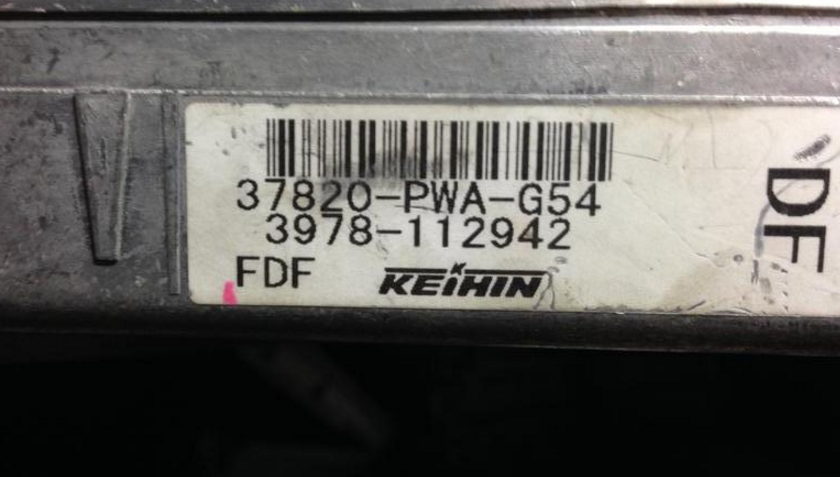 37820-PWA-G54
3978-112942
FDF
KEIHIN
DF